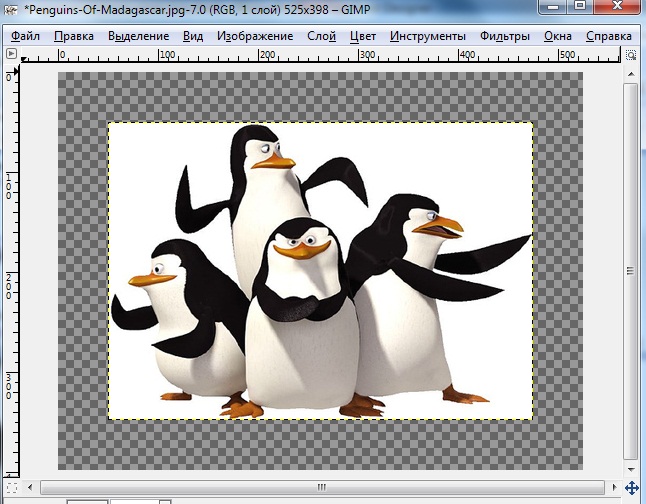 *Penguins-Of-Madagascar.jpg-7.0 (RGB, 1 слой) 525x398 – GIMP
Файл Правка Выделение Вид Изображение Слой Цвет Инструменты Фильтры Окна Справка
0 100 200 300 400 500
0
100
200
300